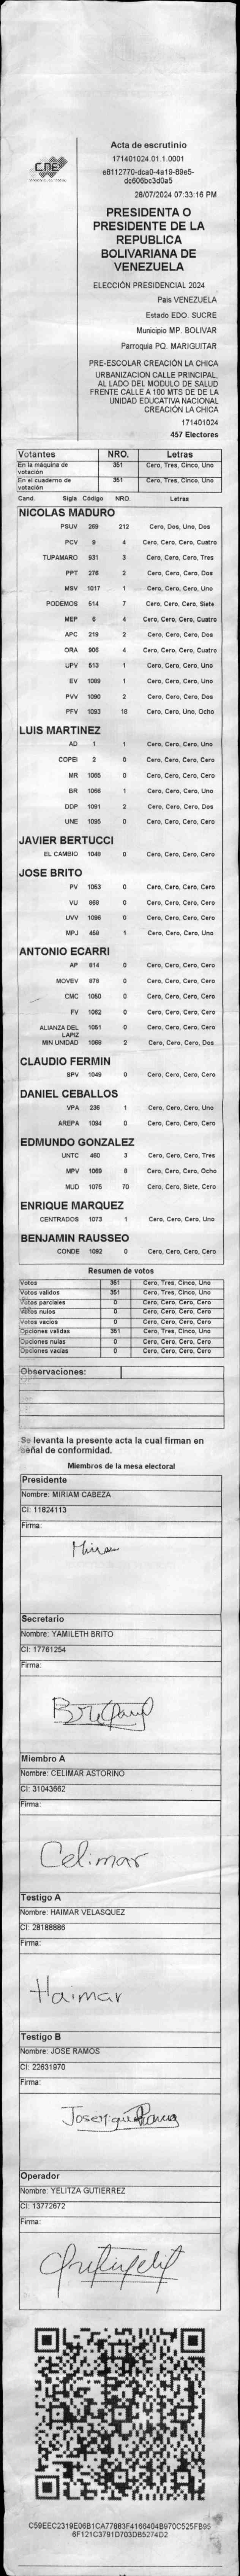 CNE
Acta de escrutinio
171401024.01.1.0001
e8112770-dca0-4a19-89e5-
dc606bc3d0a5
28/07/2024 07:33:16 PM
PRESIDENTA O
PRESIDENTE DE LA
REPUBLICA
BOLIVARIANA DE
VENEZUELA
ELECCIÓN PRESIDENCIAL 2024
Pais VENEZUELA
Estado EDO. SUCRE
Municipio MP. BOLIVAR
Parroquia PQ. MARIGUITAR
PRE-ESCOLAR CREACIÓN LA CHICA
URBANIZACION CALLE PRINCIPAL.
AL LADO DEL MODULO DE SALUD
FRENTE CALLE A 100 MTS DE DE LA
UNIDAD EDUCATIVA NACIONAL
CREACIÓN LA CHICA
171401024
457 Electores
Votantes NRO. Letras
En la máquina de votación 351 Cero, Tres, Cinco, Uno
En el cuaderno de votación 351 Cero, Tres, Cinco, Uno
Cand. Sigla Código NRO. Letras
NICOLAS MADURO
PSUV 269 212 Cero, Dos, Uno, Dos
PCV 9 4 Cero, Cero, Cero, Cuatro
TUPAMARO 931 3 Cero, Cero, Cero, Tres
PPT 276 2 Cero, Cero, Cero, Dos
MSV 1017 1 Cero, Cero, Cero, Uno
PODEMOS 514 7 Cero, Cero, Cero, Siete
MEP 6 4 Cero, Cero, Cero, Cuatro
APC 219 2 Cero, Cero, Cero, Dos
ORA 906 4 Cero, Cero, Cero, Cuatro
UPV 513 1 Cero, Cero, Cero, Uno
EV 1089 1 Cero, Cero, Cero, Uno
PVV 1090 2 Cero, Cero, Cero, Dos
PFV 1093 18 Cero, Cero, Uno, Ocho
LUIS MARTINEZ
AD 1 1 Cero, Cero, Cero, Uno
COPEI 2 0 Cero, Cero, Cero, Cero
MR 1065 0 Cero, Cero, Cero, Cero
BR 1066 1 Cero, Cero, Cero, Uno
DDP 1091 2 Cero, Cero, Cero, Dos
UNE 1095 0 Cero, Cero, Cero, Cero
JAVIER BERTUCCI
EL CAMBIO 1048 0 Cero, Cero, Cero, Cero
JOSE BRITO
PV 1053 0 Cero, Cero, Cero, Cero
VU 868 0 Cero, Cero, Cero, Cero
UVV 1096 0 Cero, Cero, Cero, Cero
MPJ 458 1 Cero, Cero, Cero, Uno
ANTONIO ECARRI
AP 914 0 Cero, Cero, Cero, Cero
MOVEV 978 0 Cero, Cero, Cero, Cero
CMC 1050 0 Cero, Cero, Cero, Cero
FV 1062 0 Cero, Cero, Cero, Cero
ALIANZA DEL LAPIZ 1051 0 Cero, Cero, Cero, Cero
MIN UNIDAD 1068 2 Cero, Cero, Cero, Dos
CLAUDIO FERMIN
SPV 1049 0 Cero, Cero, Cero, Cero
DANIEL CEBALLOS
VPA 236 1 Cero, Cero, Cero, Uno
AREPA 1094 0 Cero, Cero, Cero, Cero
EDMUNDO GONZALEZ
UNTC 460 3 Cero, Cero, Cero, Tres
MPV 1069 8 Cero, Cero, Cero, Ocho
MUD 1075 70 Cero, Cero, Siete, Cero
ENRIQUE MARQUEZ
CENTRADOS 1073 1 Cero, Cero, Cero, Uno
BENJAMIN RAUSSEO
CONDE 1092 0 Cero, Cero, Cero, Cero
Resumen de votos
Votos 351 Cero, Tres, Cinco, Uno
Votos válidos 351 Cero, Tres, Cinco, Uno
Votos parciales 0 Cero, Cero, Cero, Cero
Votos nulos 0 Cero, Cero, Cero, Cero
Votos vacíos 0 Cero, Cero, Cero, Cero
Opciones validas 351 Cero, Tres, Cinco, Uno
Opciones nulas 0 Cero, Cero, Cero, Cero
Opciones vacías 0 Cero, Cero, Cero, Cero
Observaciones:
Se levanta la presente acta la cual firman en
señal de conformidad.
Miembros de la mesa electoral
Presidente
Nombre: MIRIAM CABEZA
CI: 11824113
Firma:
Secretario
Nombre: YAMILETH BRITO
CI: 17761254
Firma:
Miembro A
Nombre: CELIMAR ASTORINO
CI: 31043662
Firma:
Celimar
Testigo A
Nombre: HAIMAR VELASQUEZ
CI: 28188886
Firma:
Haimar
Testigo B
Nombre: JOSE RAMOS
CI: 22631970
Firma:
Operador
Nombre: YELITZA GUTIERREZ
CI: 13772672
Firma:
C59EEC2319E06B1CA77883F4166404B970C525FB95
6F121C3791D703DB5274D2